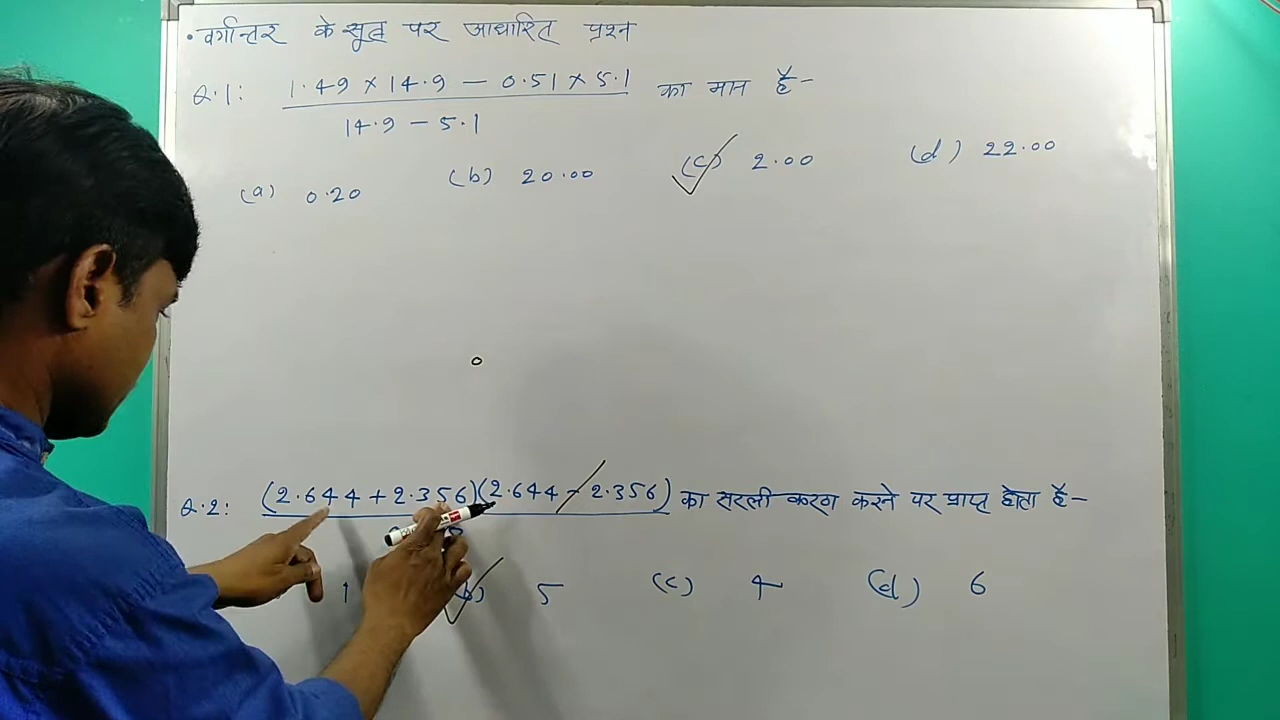 • वर्गान्तर के सूत्र पर आधारित प्रश्न
Q.1: 1.49 × 14.9 – 0.51 × 5.1 का मान है-
14.9 – 5.1
(a) 0.20 (b) 20.00 (c) 2.00 (d) 22.00
Q.2: (2.644 + 2.356)(2.644 – 2.356) का सरलीकरण करने पर प्राप्त होता है-
1 (b) 5 (c) 4 (d) 6